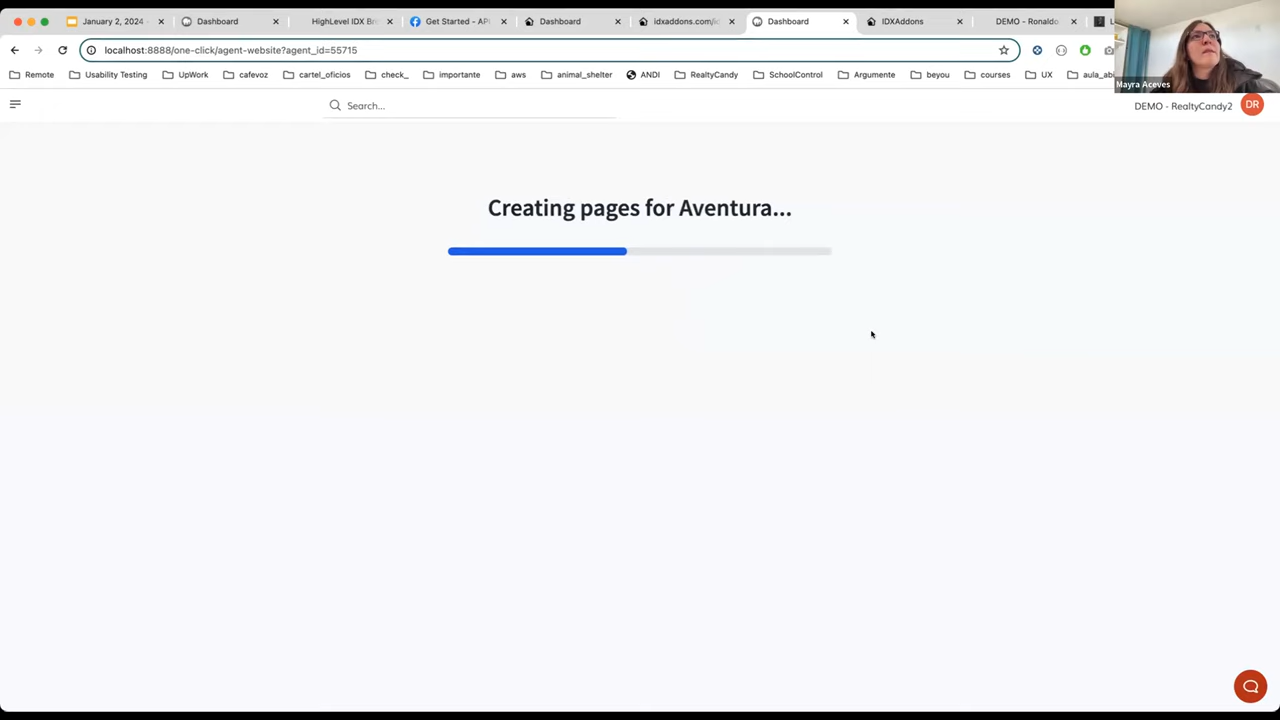 January 2, 2024 -
Dashboard
HighLevel IDX Br
Get Started - API
Dashboard
idxaddons.com/
Dashboard
IDXAddons
DEMO - Ronaldo
localhost:8888/one-click/agent-website?agent_id=55715
Remote
Usability Testing
UpWork
cafevoz
cartel_oficios
check_
importante
aws
animal_shelter
ANDI
RealtyCandy
SchoolControl
Argumente
beyou
courses
UX
Mayra Aceves
Search...
DEMO - RealtyCandy2
DR
Creating pages for Aventura...